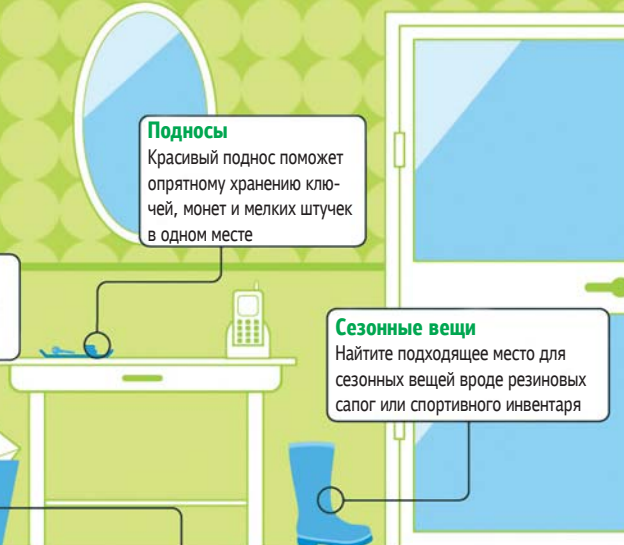 Подносы
Красивый поднос поможет
опрятному хранению клю-
чей, монет и мелких штучек
в одном месте
Сезонные вещи
Найтите подходящее место для
сезонных вещей вроде резиновых
сапог или спортивного инвентаря